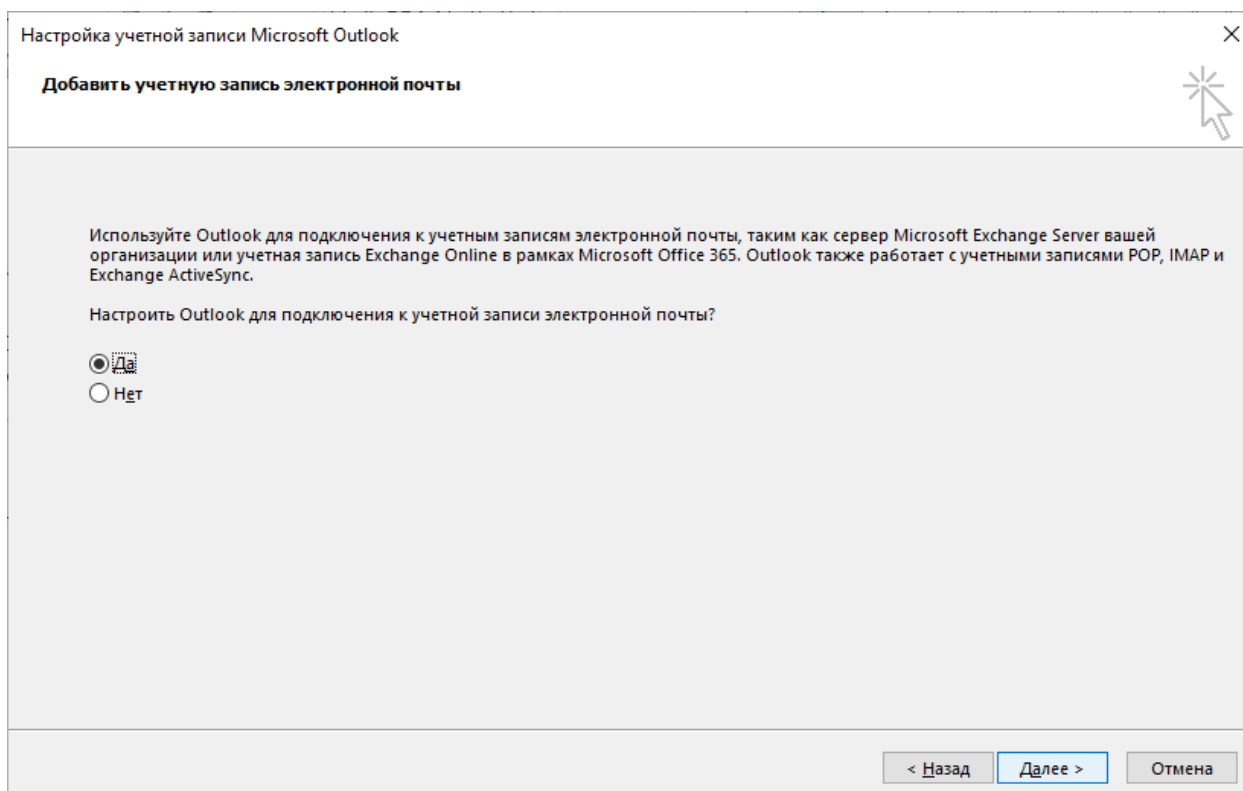 Настройка учетной записи Microsoft Outlook
Добавить учетную запись электронной почты
Используйте Outlook для подключения к учетным записям электронной почты, таким как сервер Microsoft Exchange Server вашей
организации или учетная запись Exchange Online в рамках Microsoft Office 365. Outlook также работает с учетными записями POP, IMAP и
Exchange ActiveSync.
Настроить Outlook для подключения к учетной записи электронной почты?
Да
Нет
< Назад Далее > Отмена